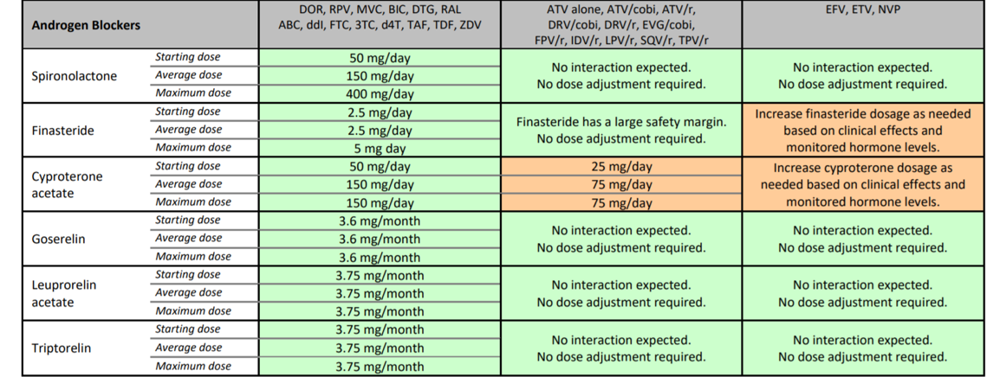 Androgen Blockers
DOR, RPV, MVC, BIC, DTG, RAL
ABC, ddI, FTC, 3TC, d4T, TAF, TDF, ZDV
ATV alone, ATV/cobi, ATV/r,
DRV/cobi, DRV/r, EVG/cobi,
FPV/r, IDV/r, LPV/r, SQV/r, TPV/r
EFV, ETV, NVP
Spironolactone
Starting dose
50 mg/day
Average dose
150 mg/day
Maximum dose
400 mg/day
No interaction expected.
No dose adjustment required.
No interaction expected.
No dose adjustment required.
Finasteride
Starting dose
2.5 mg/day
Average dose
2.5 mg/day
Maximum dose
5 mg day
Finasteride has a large safety margin.
No dose adjustment required.
Increase finasteride dosage as needed
based on clinical effects and
monitored hormone levels.
Cyproterone
acetate
Starting dose
50 mg/day
25 mg/day
Average dose
150 mg/day
75 mg/day
Maximum dose
150 mg/day
75 mg/day
Increase cyproterone dosage as
needed based on clinical effects and
monitored hormone levels.
Goserelin
Starting dose
3.6 mg/month
Average dose
3.6 mg/month
Maximum dose
3.6 mg/month
No interaction expected.
No dose adjustment required.
No interaction expected.
No dose adjustment required.
Leuprorelin
acetate
Starting dose
3.75 mg/month
Average dose
3.75 mg/month
Maximum dose
3.75 mg/month
No interaction expected.
No dose adjustment required.
No interaction expected.
No dose adjustment required.
Triptorelin
Starting dose
3.75 mg/month
Average dose
3.75 mg/month
Maximum dose
3.75 mg/month
No interaction expected.
No dose adjustment required.
No interaction expected.
No dose adjustment required.